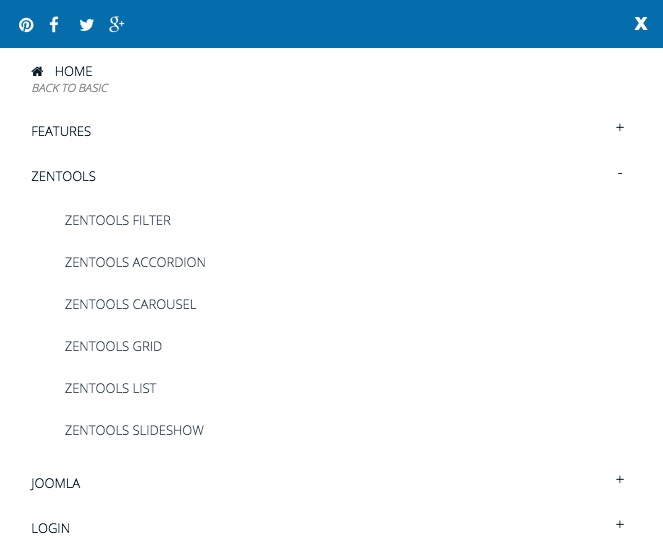 X
HOME
BACK TO BASIC
FEATURES +
ZENTOOLS -
ZENTOOLS FILTER
ZENTOOLS ACCORDION
ZENTOOLS CAROUSEL
ZENTOOLS GRID
ZENTOOLS LIST
ZENTOOLS SLIDESHOW
JOOMLA +
LOGIN +